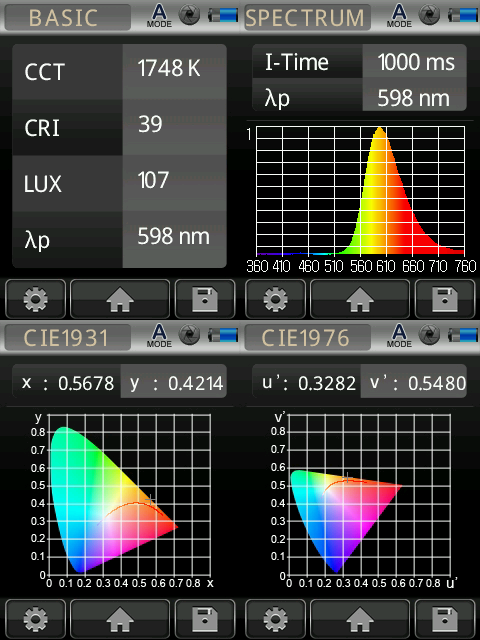 BASIC
A
MODE
CCT 1748 K
CRI 39
LUX 107
λp 598 nm
SPECTRUM
A
MODE
I-Time 1000 ms
λp 598 nm
1
360 410 460 510 560 610 660 710 760
CIE1931
A
MODE
x : 0.5678 y : 0.4214
y
0.8
0.7
0.6
0.5
0.4
0.3
0.2
0.1
0
0 0.1 0.2 0.3 0.4 0.5 0.6 0.7 0.8 x
CIE1976
A
MODE
u': 0.3282 v': 0.5480
v'
0.8
0.7
0.6
0.5
0.4
0.3
0.2
0.1
0
0 0.1 0.2 0.3 0.4 0.5 0.6 0.7 0.8 u'